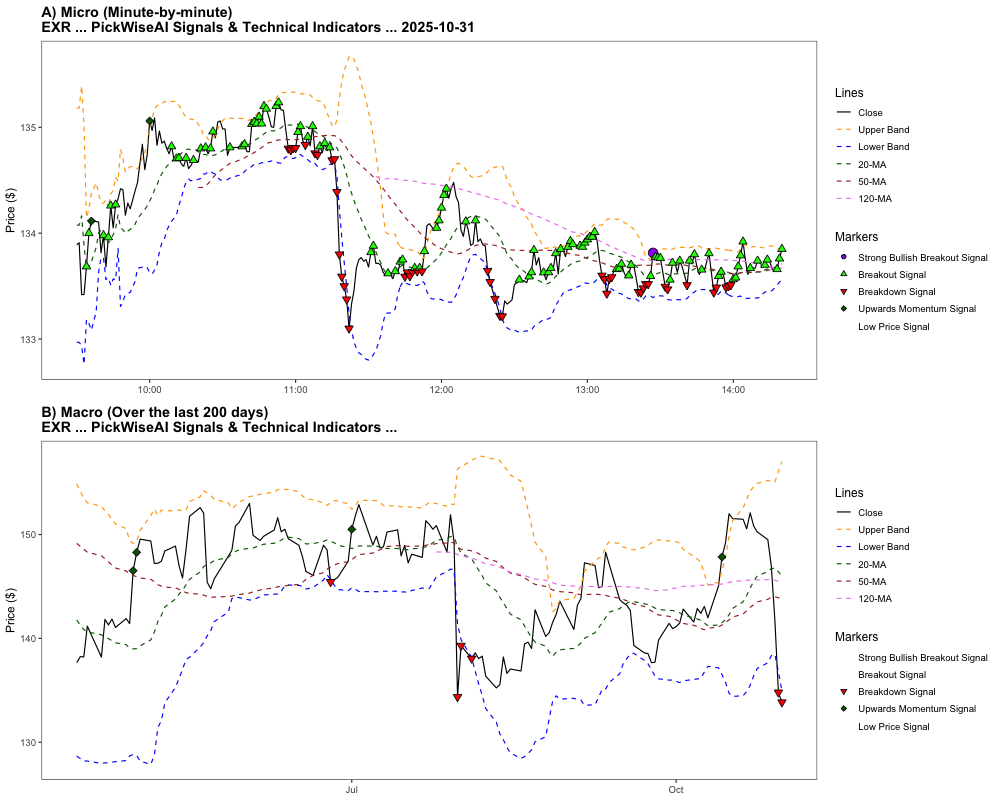 A) Micro (Minute-by-minute)
EXR ... PickWiseAI Signals & Technical Indicators ... 2025-10-31
Price ($)
135
134
133
10:00
11:00
12:00
13:00
14:00
Lines
Close
Upper Band
Lower Band
20-MA
50-MA
120-MA
Markers
Strong Bullish Breakout Signal
Breakout Signal
Breakdown Signal
Upwards Momentum Signal
Low Price Signal
B) Macro (Over the last 200 days)
EXR ... PickWiseAI Signals & Technical Indicators ...
Price ($)
150
140
130
Jul
Oct
Lines
Close
Upper Band
Lower Band
20-MA
50-MA
120-MA
Markers
Strong Bullish Breakout Signal
Breakout Signal
Breakdown Signal
Upwards Momentum Signal
Low Price Signal